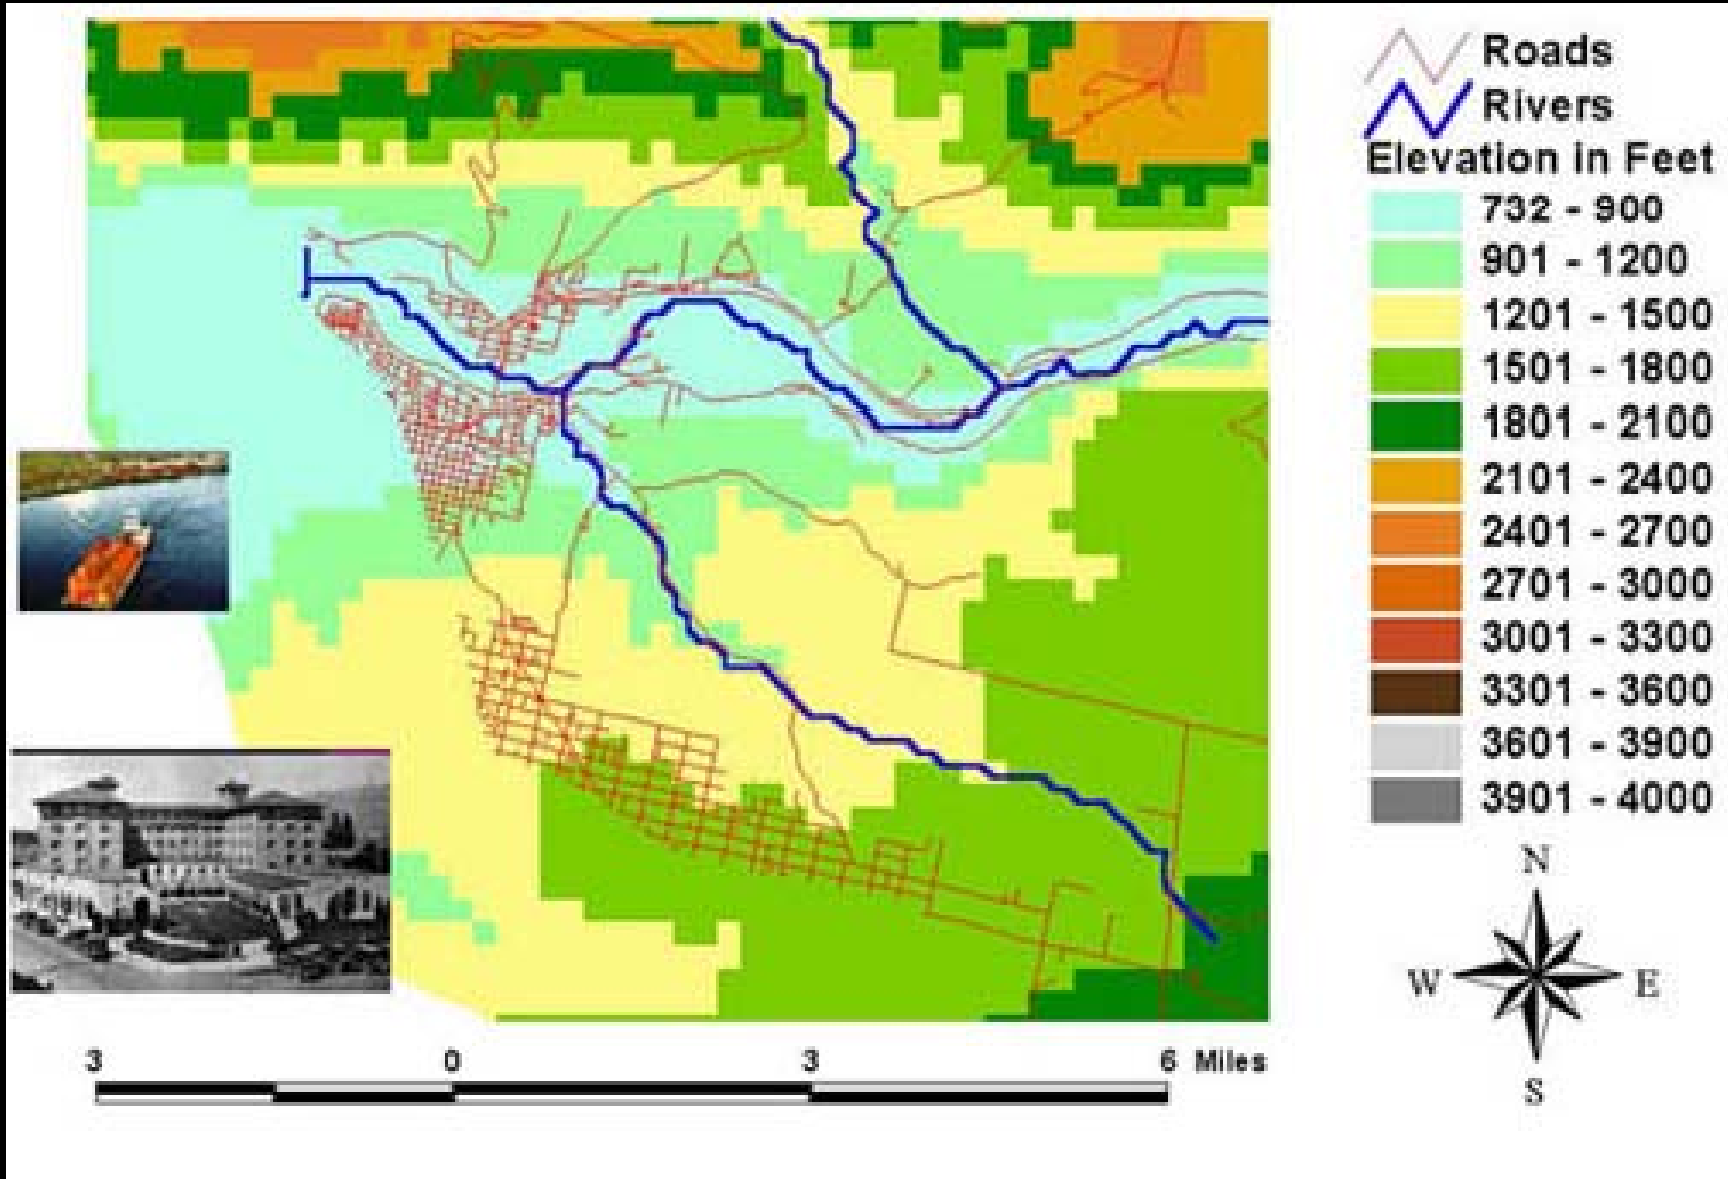 Roads
Rivers
Elevation in Feet
732 - 900
901 - 1200
1201 - 1500
1501 - 1800
1801 - 2100
2101 - 2400
2401 - 2700
2701 - 3000
3001 - 3300
3301 - 3600
3601 - 3900
3901 - 4000
N
W E
S
3 0 3 6 Miles